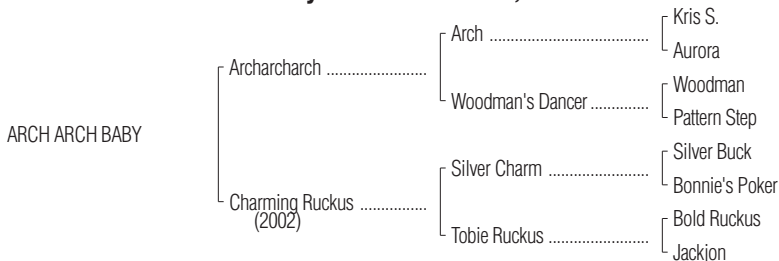 Kris S.
Arch ........................................
Aurora
Archarcharch .........................
Woodman
Woodman's Dancer ...............
Pattern Step
ARCH ARCH BABY
Silver Buck
Silver Charm .........................
Bonnie's Poker
Charming Ruckus ................
(2002)
Bold Ruckus
Tobie Ruckus .........................
Jackjon